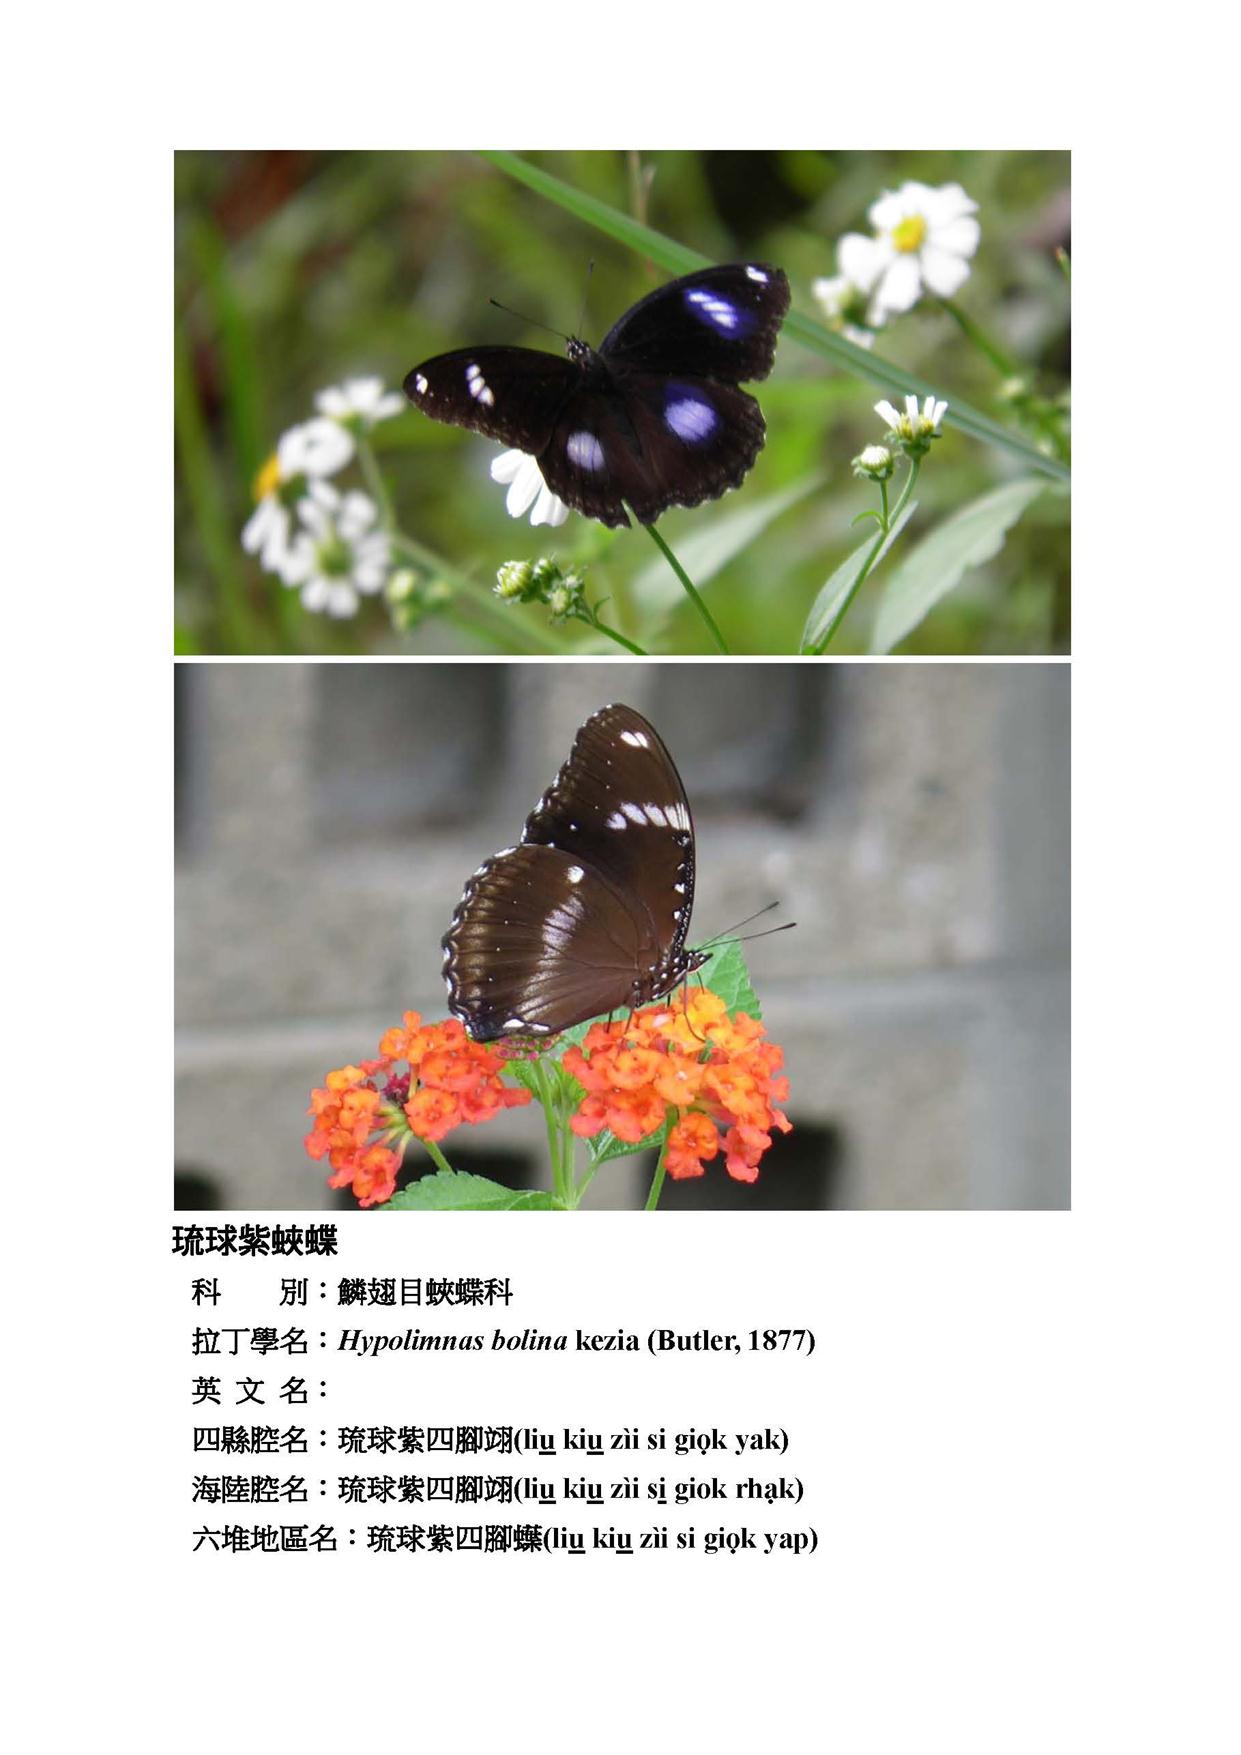 琉球紫蛺蝶
科　　別：鱗翅目蛺蝶科
拉丁學名：Hypolimnas bolina kezia (Butler, 1877)
英 文 名：
四縣腔名：琉球紫四腳翊(liu̲ kiu̲ zìi si giọk yak)
海陸腔名：琉球紫四腳翊(liu̲ kiu̲ zìi si̲ giok rhạk)
六堆地區名：琉球紫四腳蠂(liu̲ kiu̲ zìi si giọk yap)